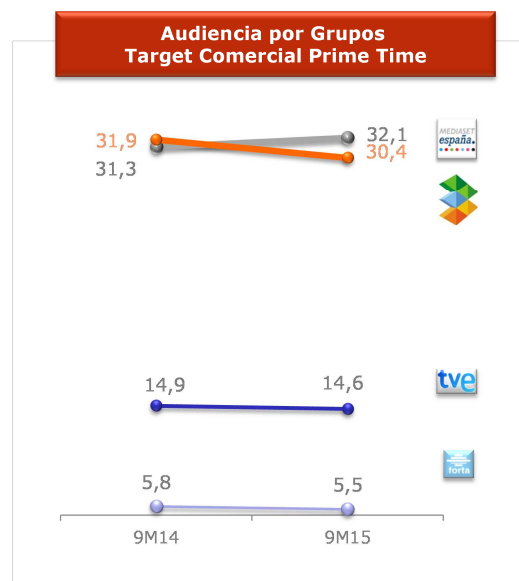 Audiencia por Grupos
Target Comercial Prime Time
31,9
32,1
30,4
31,3
MEDIASET
españa.
14,9
14,6
tve
5,8
5,5
forta
9M14
9M15